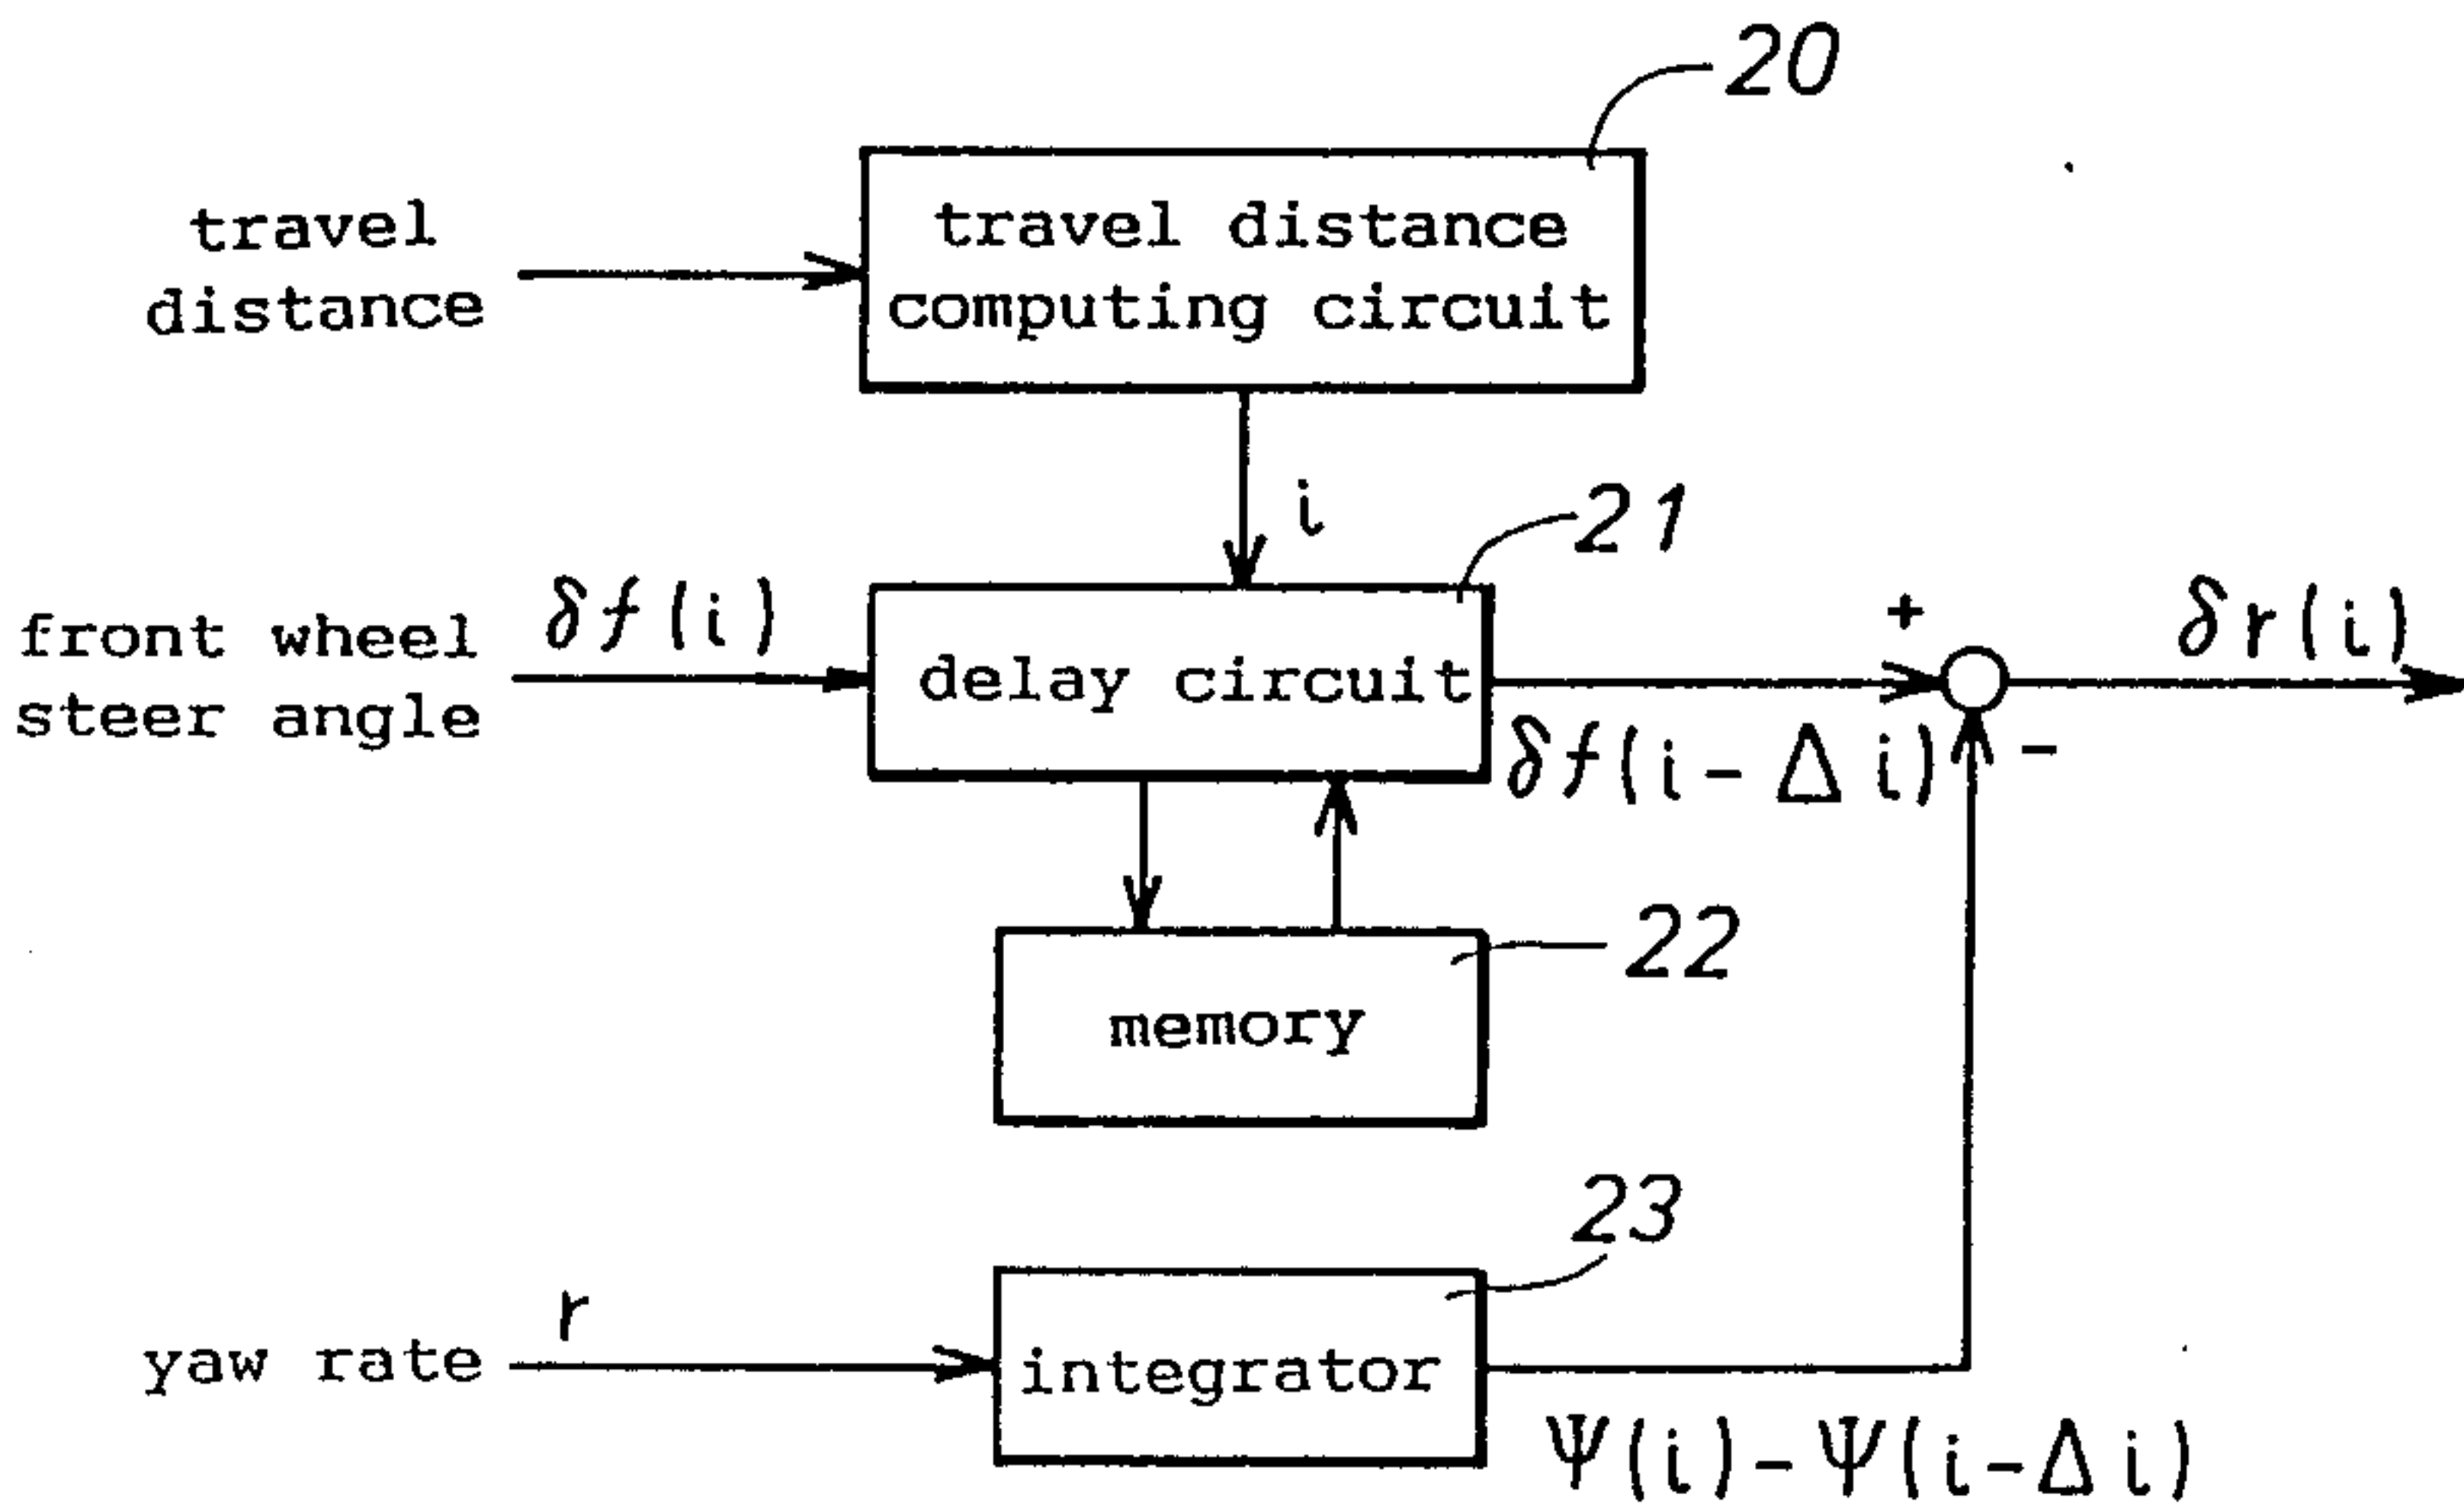 20
travel
distance
travel distance
computing circuit
i
21
front wheel
steer angle
δf(i)
delay circuit
+
δr(i)
δf(i-Δi)
-
22
memory
23
yaw rate
r
integrator
Ψ(i)-Ψ(i-Δi)